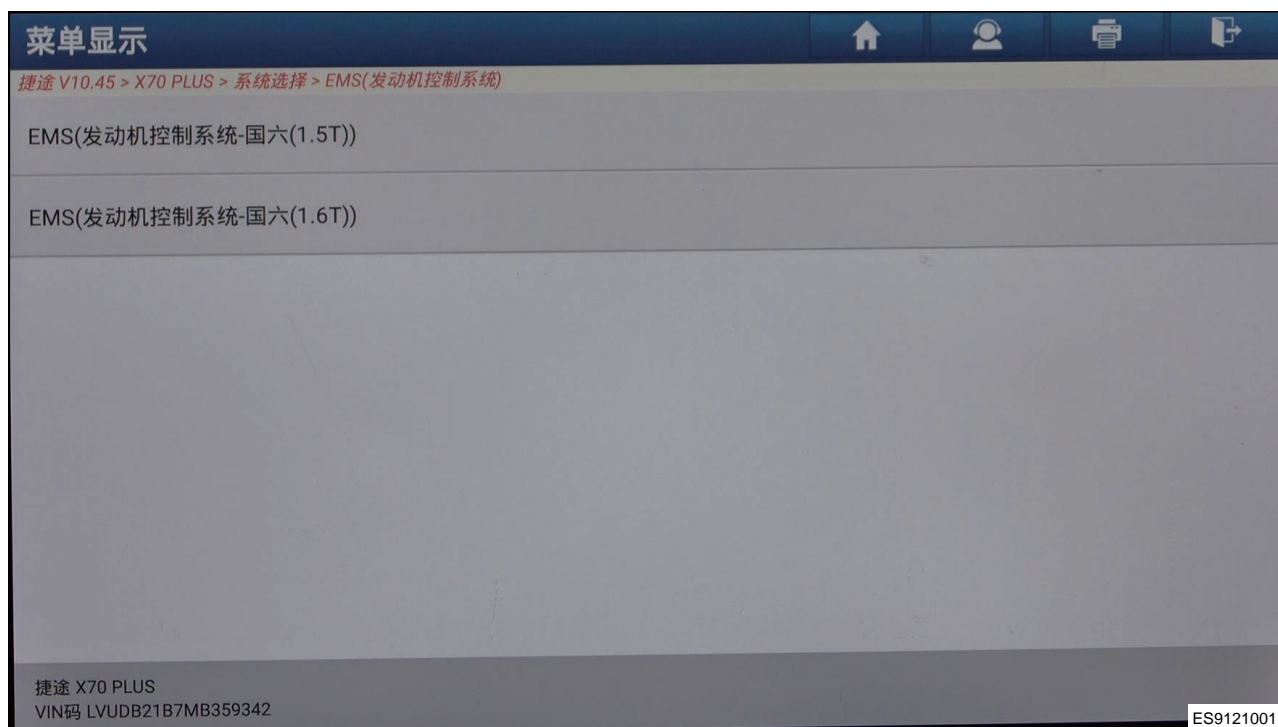 菜单显示
捷途 V10.45 > X70 PLUS > 系统选择 > EMS(发动机控制系统)
EMS(发动机控制系统-国六(1.5T))
EMS(发动机控制系统-国六(1.6T))
捷途 X70 PLUS
VIN码 LVUDB21B7MB359342
ES9121001